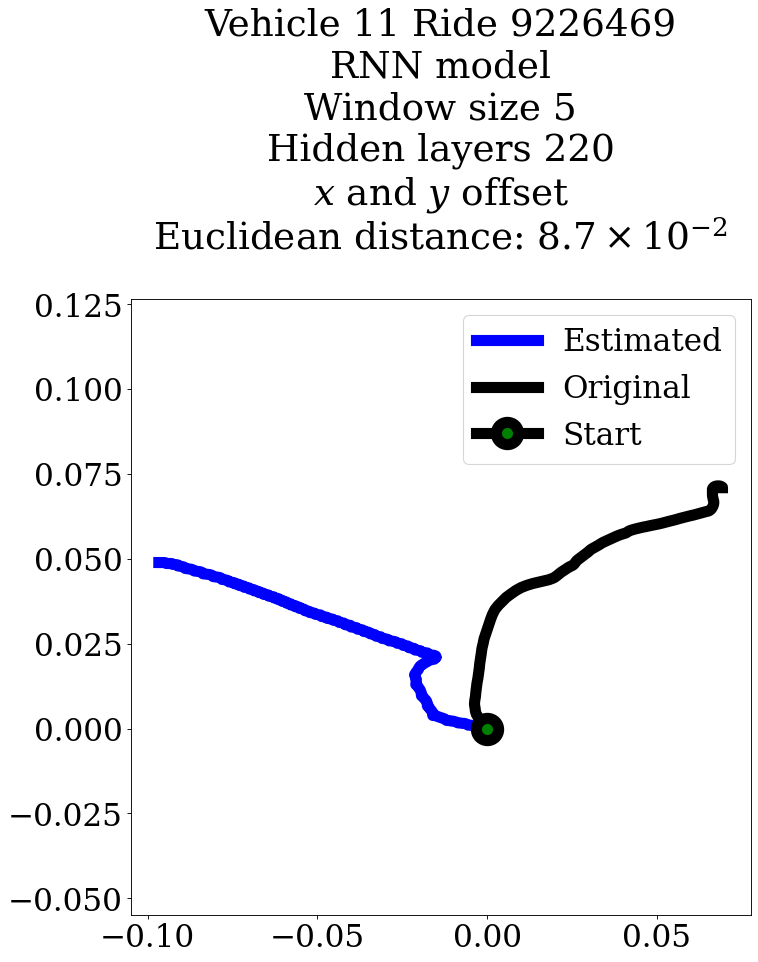 Vehicle 11 Ride 9226469
RNN model
Window size 5
Hidden layers 220
x and y offset
Euclidean distance: 8.7 × 10⁻²
Estimated
Original
Start
0.125
0.100
0.075
0.050
0.025
0.000
−0.025
−0.050
−0.10 −0.05 0.00 0.05